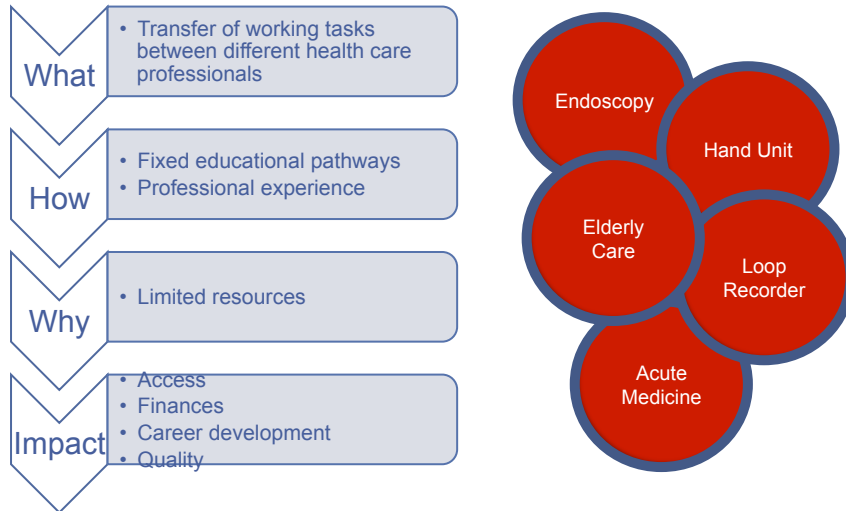 What
• Transfer of working tasks
between different health care
professionals
How
• Fixed educational pathways
• Professional experience
Why
• Limited resources
Impact
• Access
• Finances
• Career development
• Quality
Endoscopy
Hand Unit
Elderly
Care
Loop
Recorder
Acute
Medicine